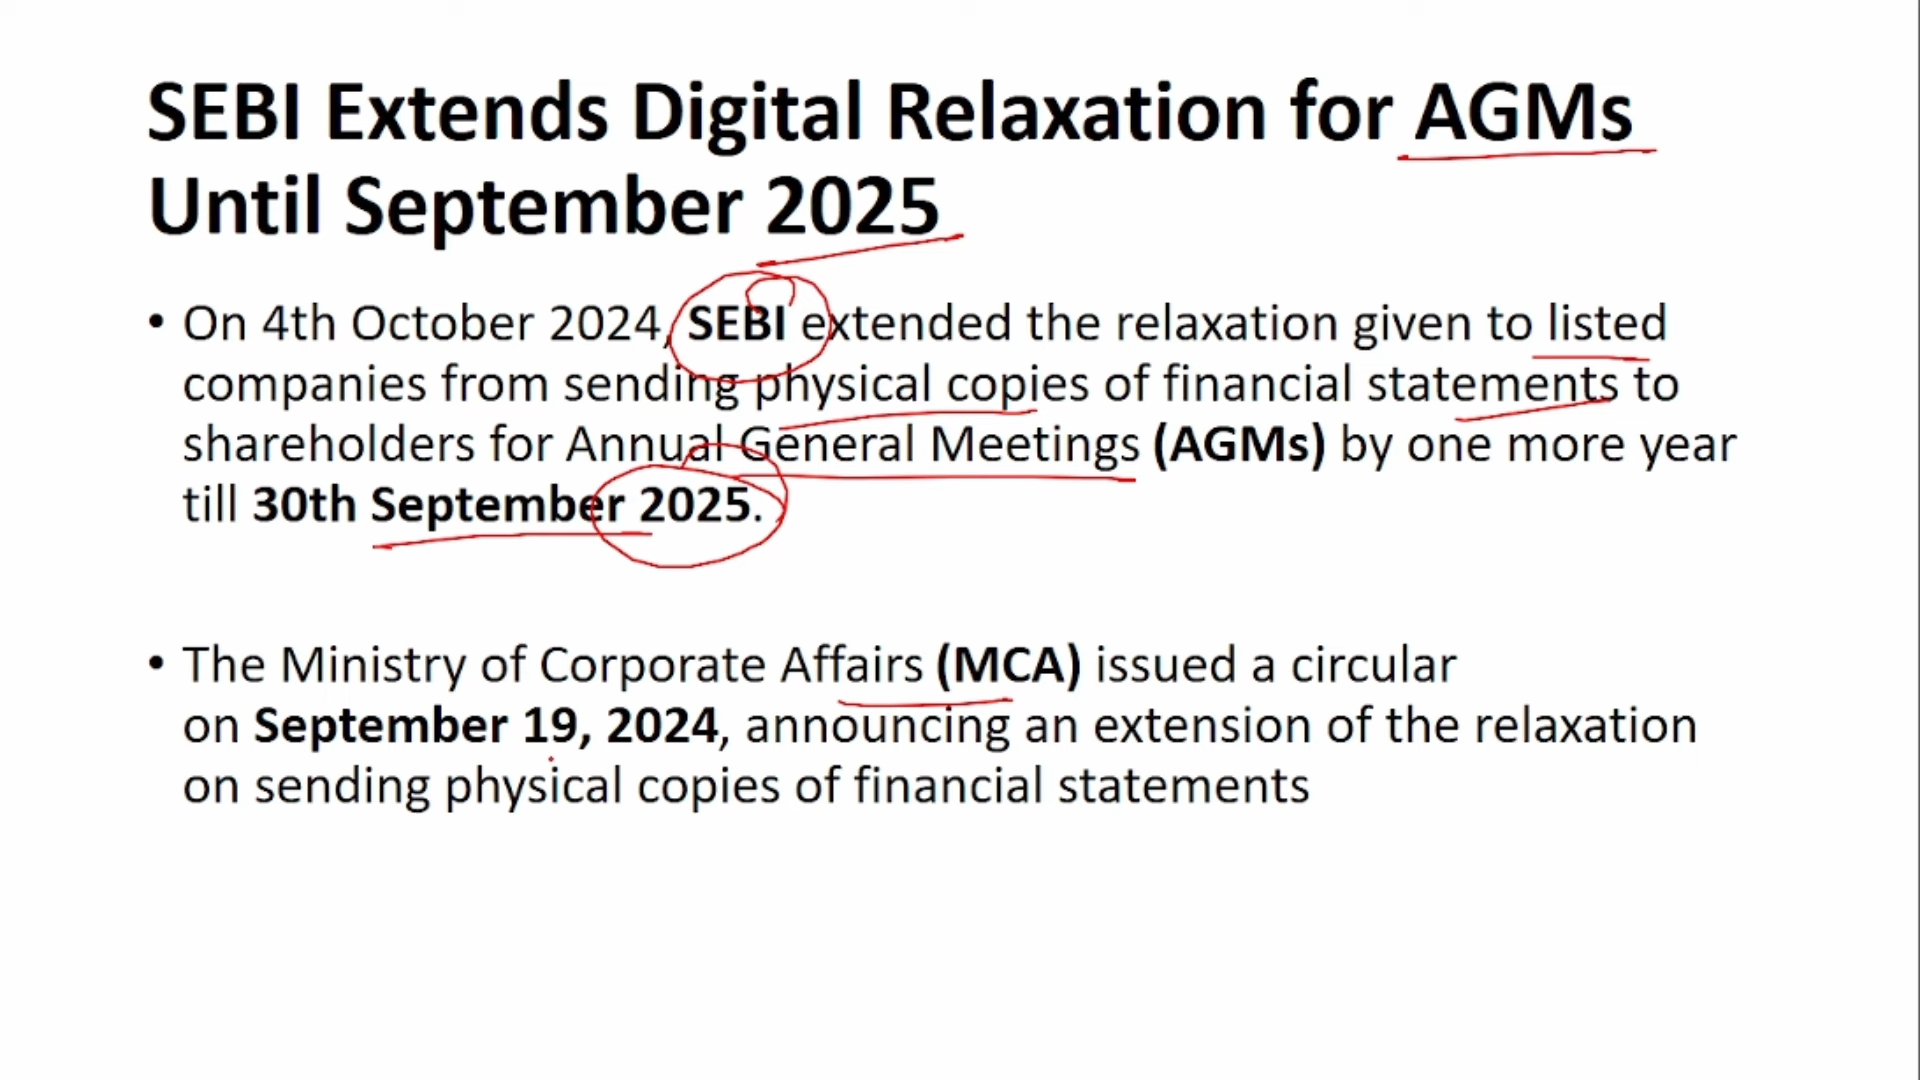 SEBI Extends Digital Relaxation for AGMs
Until September 2025
• On 4th October 2024, SEBI extended the relaxation given to listed
companies from sending physical copies of financial statements to
shareholders for Annual General Meetings (AGMs) by one more year
till 30th September 2025.
• The Ministry of Corporate Affairs (MCA) issued a circular
on September 19, 2024, announcing an extension of the relaxation
on sending physical copies of financial statements